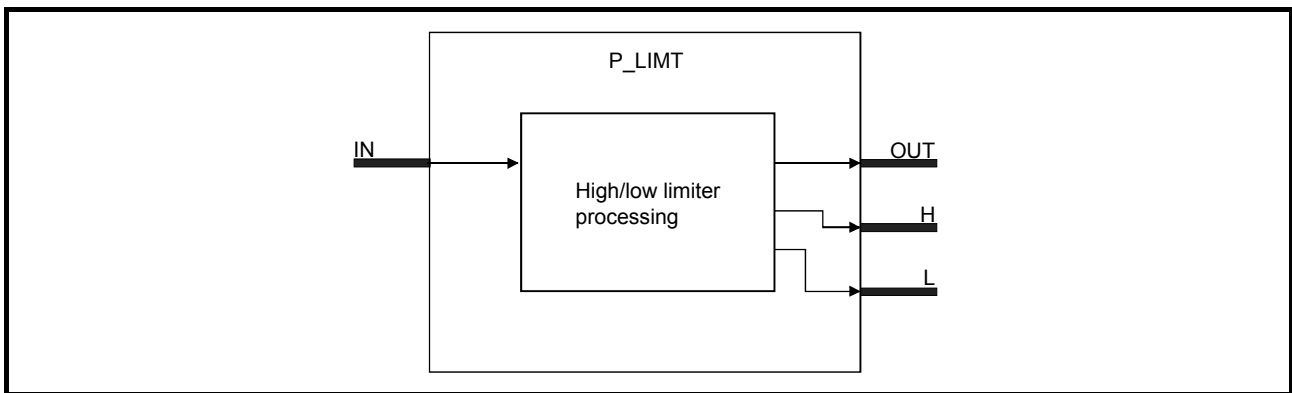 P_LIMT
IN
High/low limiter
processing
OUT
H
L